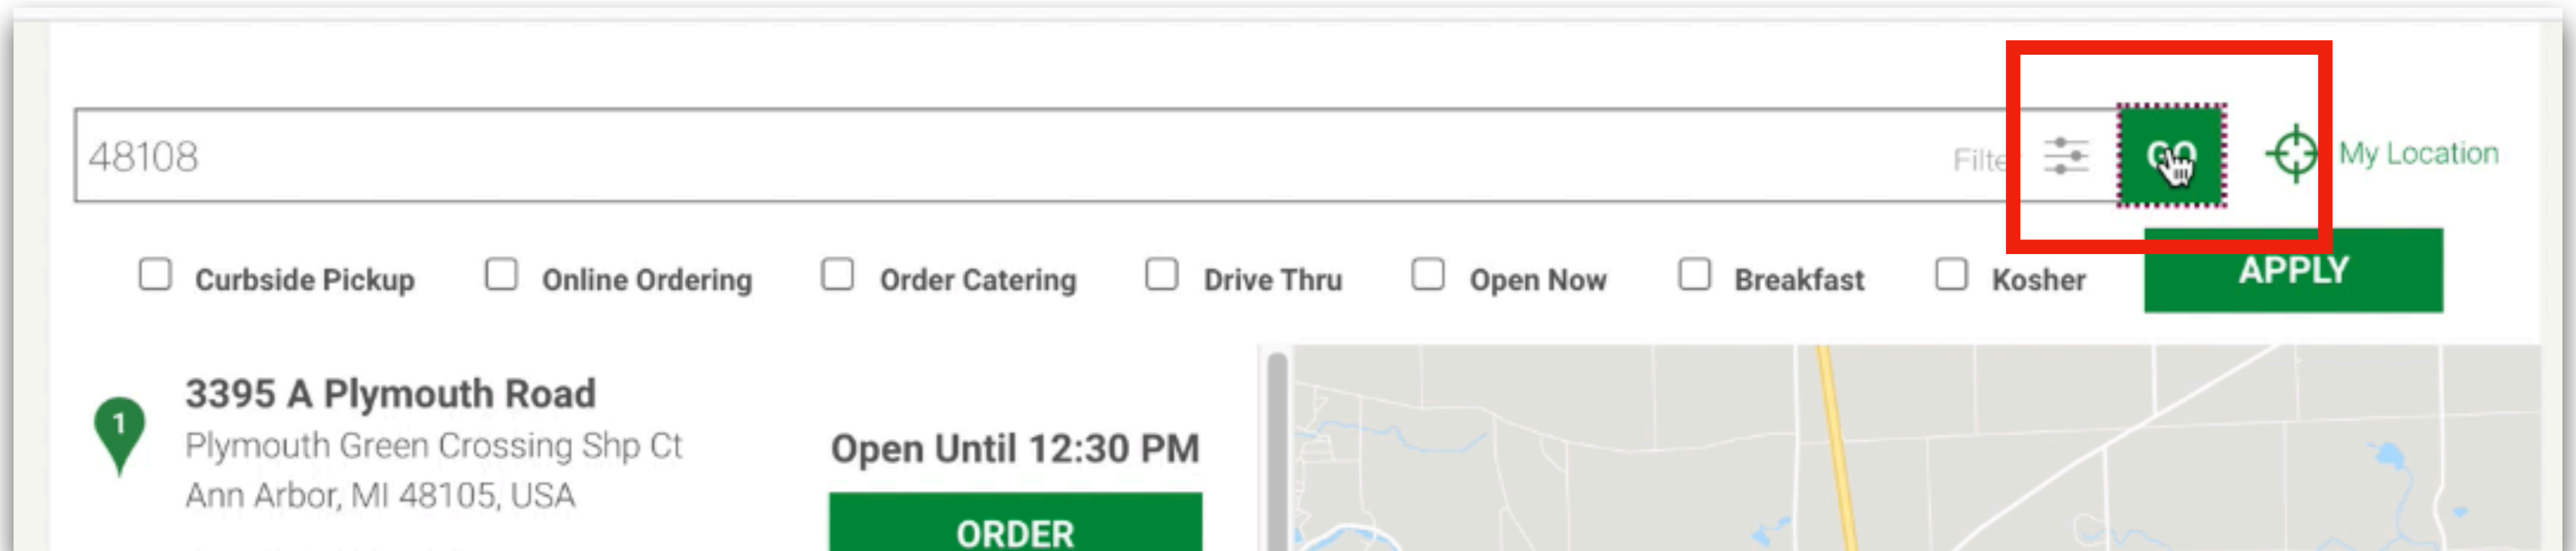 48108
Filter
GO
My Location
Curbside Pickup
Online Ordering
Order Catering
Drive Thru
Open Now
Breakfast
Kosher
APPLY
1
3395 A Plymouth Road
Plymouth Green Crossing Shp Ct
Ann Arbor, MI 48105, USA
Open Until 12:30 PM
ORDER